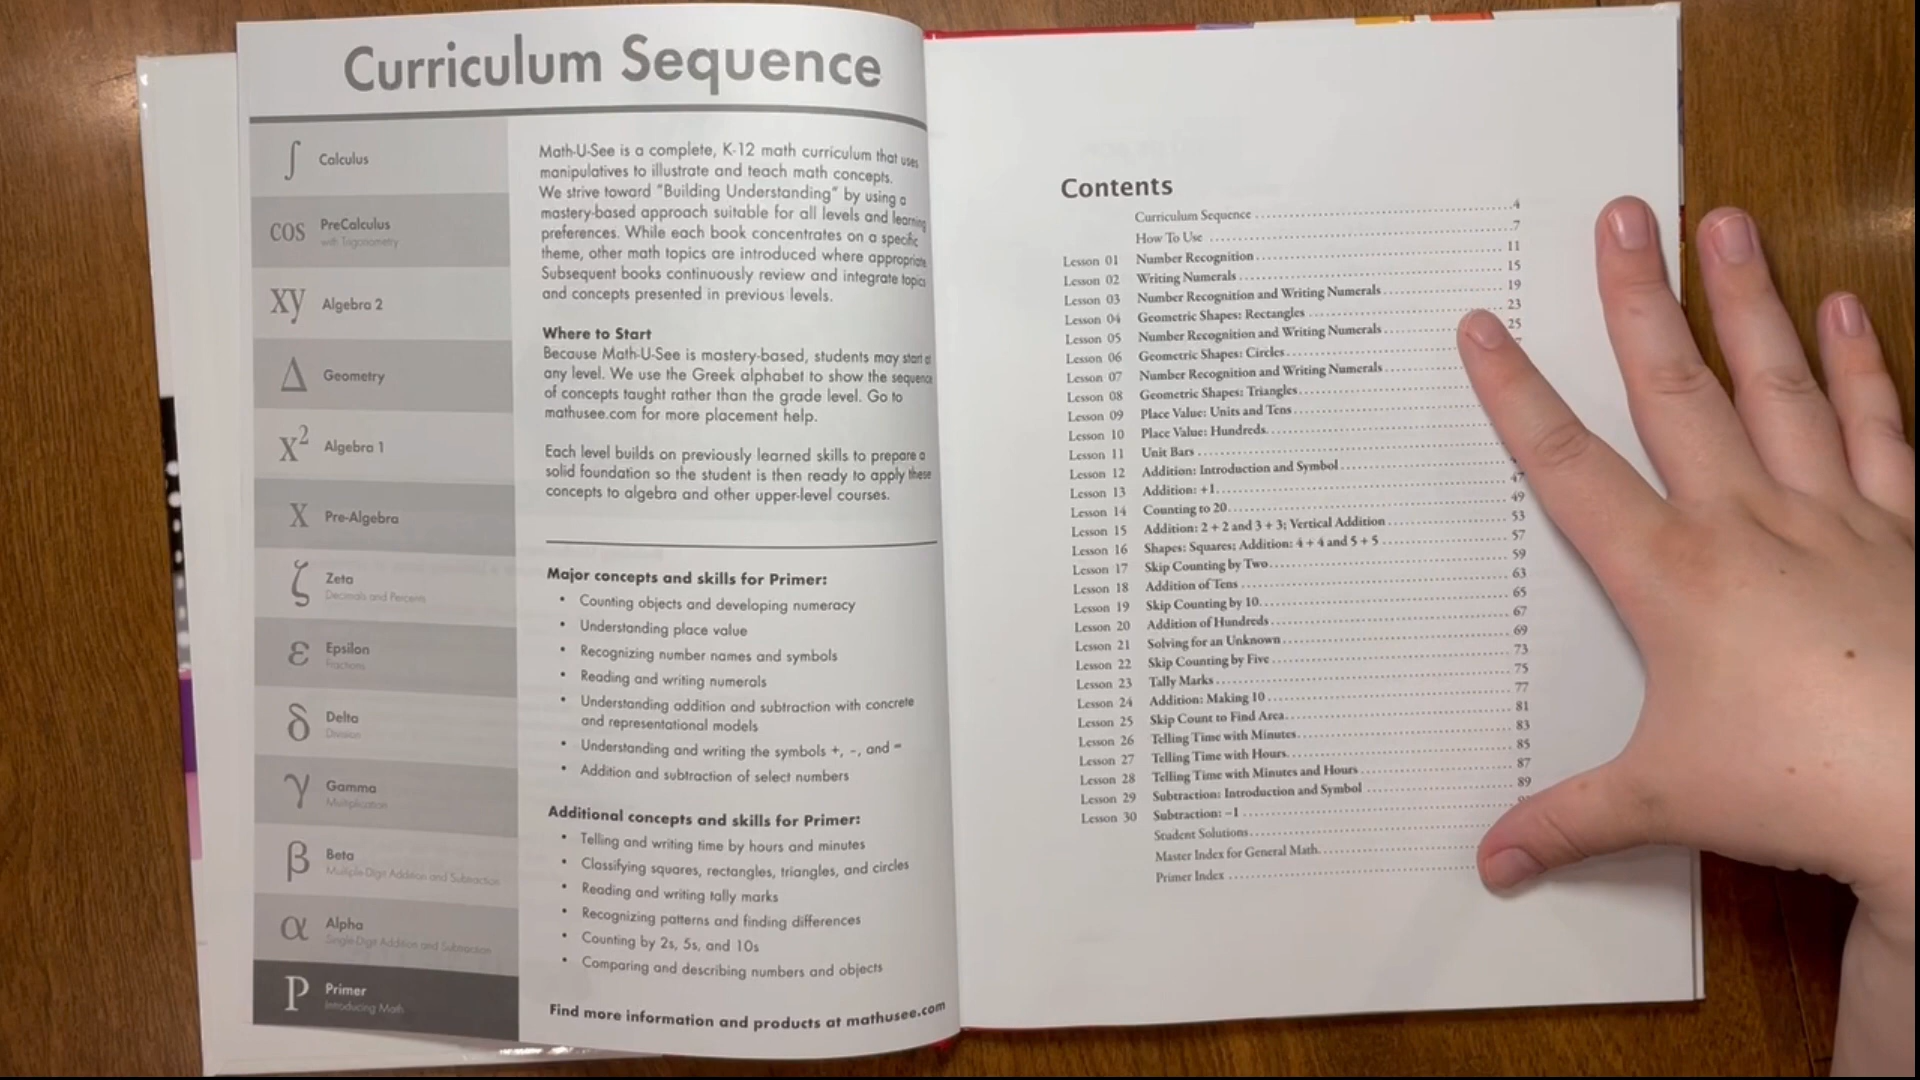 Curriculum Sequence
∫ Calculus
COS PreCalculus
with Trigonometry
XY Algebra 2
Δ Geometry
X² Algebra 1
X Pre-Algebra
ζ Zeta
Decimals and Percents
ε Epsilon
Fractions
δ Delta
Division
γ Gamma
Multiplication
β Beta
Multiple-Digit Addition and Subtraction
α Alpha
Single-Digit Addition and Subtraction
P Primer
Introducing Math
Math-U-See is a complete, K-12 math curriculum that uses
manipulatives to illustrate and teach math concepts.
We strive toward "Building Understanding" by using a
mastery-based approach suitable for all levels and learning
preferences. While each book concentrates on a specific
theme, other math topics are introduced where appropriate.
Subsequent books continuously review and integrate topics
and concepts presented in previous levels.
Where to Start
Because Math-U-See is mastery-based, students may start at
any level. We use the Greek alphabet to show the sequence
of concepts taught rather than the grade level. Go to
mathusee.com for more placement help.
Each level builds on previously learned skills to prepare a
solid foundation so the student is then ready to apply these
concepts to algebra and other upper-level courses.
Major concepts and skills for Primer:
• Counting objects and developing numeracy
• Understanding place value
• Recognizing number names and symbols
• Reading and writing numerals
• Understanding addition and subtraction with concrete
and representational models
• Understanding and writing the symbols +, –, and =
• Addition and subtraction of select numbers
Additional concepts and skills for Primer:
• Telling and writing time by hours and minutes
• Classifying squares, rectangles, triangles, and circles
• Reading and writing tally marks
• Recognizing patterns and finding differences
• Counting by 2s, 5s, and 10s
• Comparing and describing numbers and objects
Find more information and products at mathusee.com
Contents
Curriculum Sequence 4
How To Use 7
Lesson 01 Number Recognition 11
Lesson 02 Writing Numerals 15
Lesson 03 Number Recognition and Writing Numerals 19
Lesson 04 Geometric Shapes: Rectangles 23
Lesson 05 Number Recognition and Writing Numerals 25
Lesson 06 Geometric Shapes: Circles
Lesson 07 Number Recognition and Writing Numerals
Lesson 08 Geometric Shapes: Triangles
Lesson 09 Place Value: Units and Tens
Lesson 10 Place Value: Hundreds
Lesson 11 Unit Bars
Lesson 12 Addition: Introduction and Symbol
Lesson 13 Addition: +1 47
Lesson 14 Counting to 20 49
Lesson 15 Addition: 2 + 2 and 3 + 3; Vertical Addition 53
Lesson 16 Shapes: Squares; Addition: 4 + 4 and 5 + 5 57
Lesson 17 Skip Counting by Two 59
Lesson 18 Addition of Tens 63
Lesson 19 Skip Counting by 10 65
Lesson 20 Addition of Hundreds 67
Lesson 21 Solving for an Unknown 69
Lesson 22 Skip Counting by Five 73
Lesson 23 Tally Marks 75
Lesson 24 Addition: Making 10 77
Lesson 25 Skip Count to Find Area 81
Lesson 26 Telling Time with Minutes 83
Lesson 27 Telling Time with Hours 85
Lesson 28 Telling Time with Minutes and Hours 87
Lesson 29 Subtraction: Introduction and Symbol 89
Lesson 30 Subtraction: –1
Student Solutions
Master Index for General Math
Primer Index